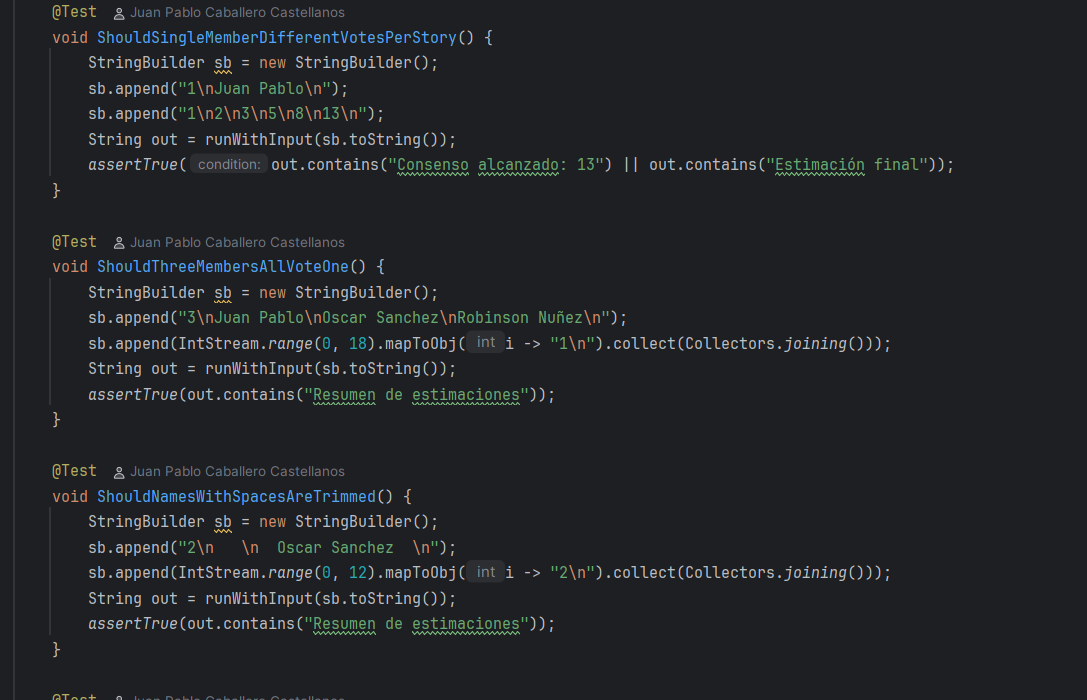 @Test Juan Pablo Caballero Castellanos
void ShouldSingleMemberDifferentVotesPerStory() {
StringBuilder sb = new StringBuilder();
sb.append("1\nJuan Pablo\n");
sb.append("1\n2\n3\n5\n8\n13\n");
String out = runWithInput(sb.toString());
assertTrue( condition: out.contains("Consenso alcanzado: 13") || out.contains("Estimación final"));
}
@Test Juan Pablo Caballero Castellanos
void ShouldThreeMembersAllVoteOne() {
StringBuilder sb = new StringBuilder();
sb.append("3\nJuan Pablo\nOscar Sanchez\nRobinson Nuñez\n");
sb.append(IntStream.range(0, 18).mapToObj( int i -> "1\n").collect(Collectors.joining()));
String out = runWithInput(sb.toString());
assertTrue(out.contains("Resumen de estimaciones"));
}
@Test Juan Pablo Caballero Castellanos
void ShouldNamesWithSpacesAreTrimmed() {
StringBuilder sb = new StringBuilder();
sb.append("2\n   \n  Oscar Sanchez  \n");
sb.append(IntStream.range(0, 12).mapToObj( int i -> "2\n").collect(Collectors.joining()));
String out = runWithInput(sb.toString());
assertTrue(out.contains("Resumen de estimaciones"));
}
@Test Juan Pablo Caballero Castellanos